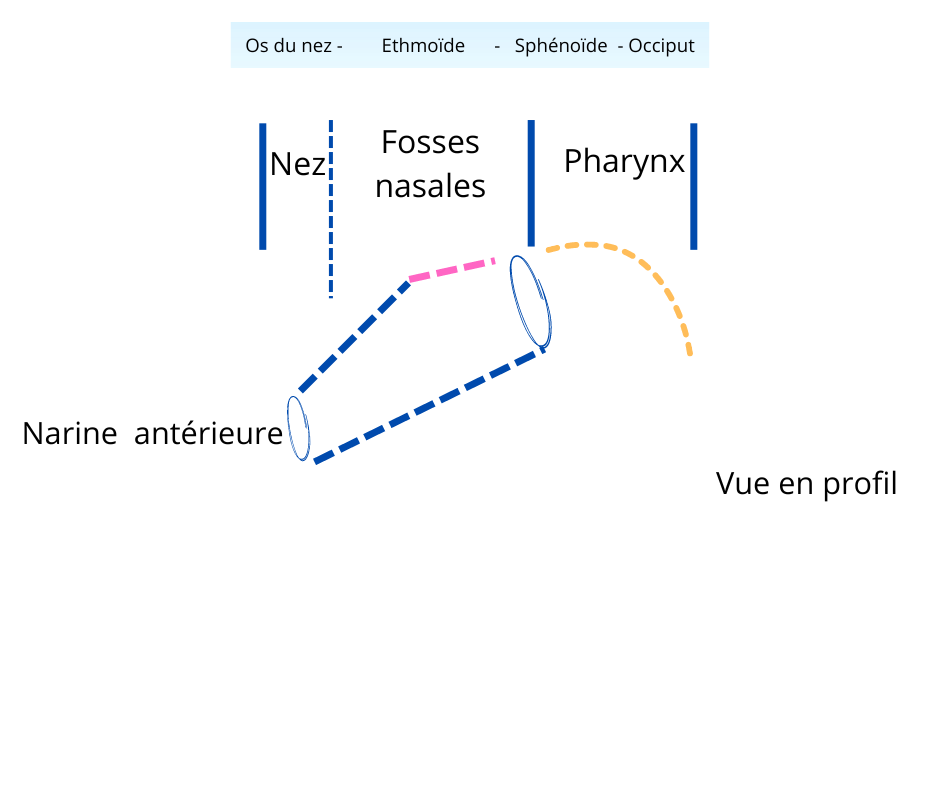 Os du nez - Ethmoïde - Sphénoïde - Occiput
Nez
Fosses
nasales
Pharynx
Narine antérieure
Vue en profil